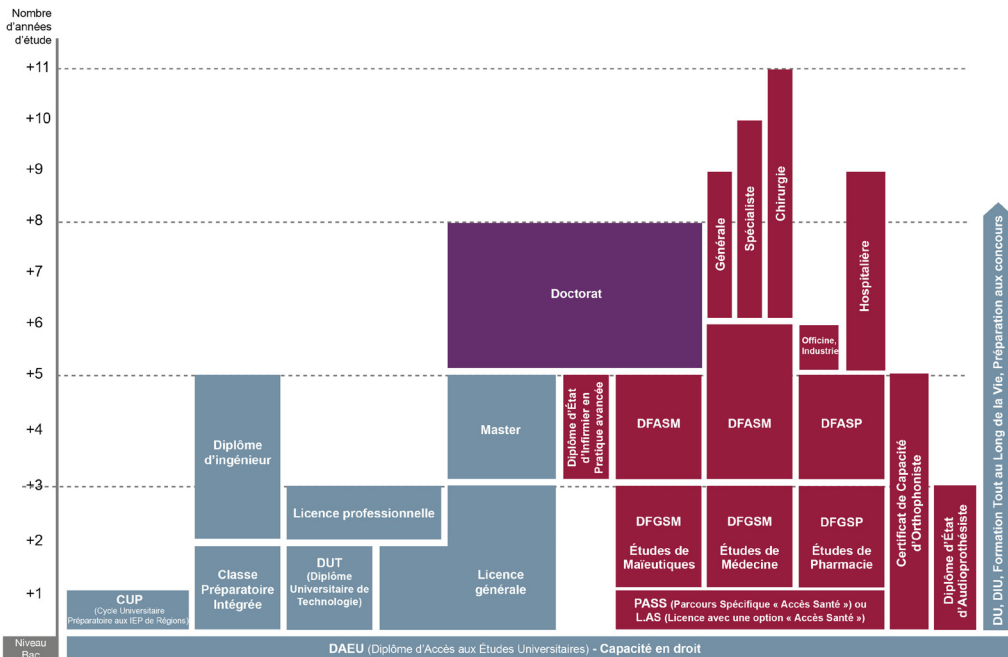 Nombre
d'années
d'étude
+11
+10
+9
+8
+7
+6
+5
+4
+3
+2
+1
Niveau
Bac
CUP
(Cycle Universitaire
Préparatoire aux IEP de Régions)
Diplôme
d'ingénieur
Classe
Préparatoire
Intégrée
Licence professionnelle
DUT
(Diplôme
Universitaire de
Technologie)
Doctorat
Master
Licence
générale
Diplôme d'État
d'Infirmier en
Pratique avancée
DFASM
DFGSM
Études de
Maïeutiques
Générale
Spécialiste
Chirurgie
DFASM
DFGSM
Études de
Médecine
Officine,
Industrie
Hospitalière
DFASP
DFGSP
Études de
Pharmacie
PASS (Parcours Spécifique « Accès Santé ») ou
L.AS (Licence avec une option « Accès Santé »)
Certificat de Capacité
d'Orthophoniste
Diplôme d'État
d'Audioprothésiste
DU, DIU, Formation Tout au Long de la Vie, Préparation aux concours
DAEU (Diplôme d'Accès aux Études Universitaires) - Capacité en droit